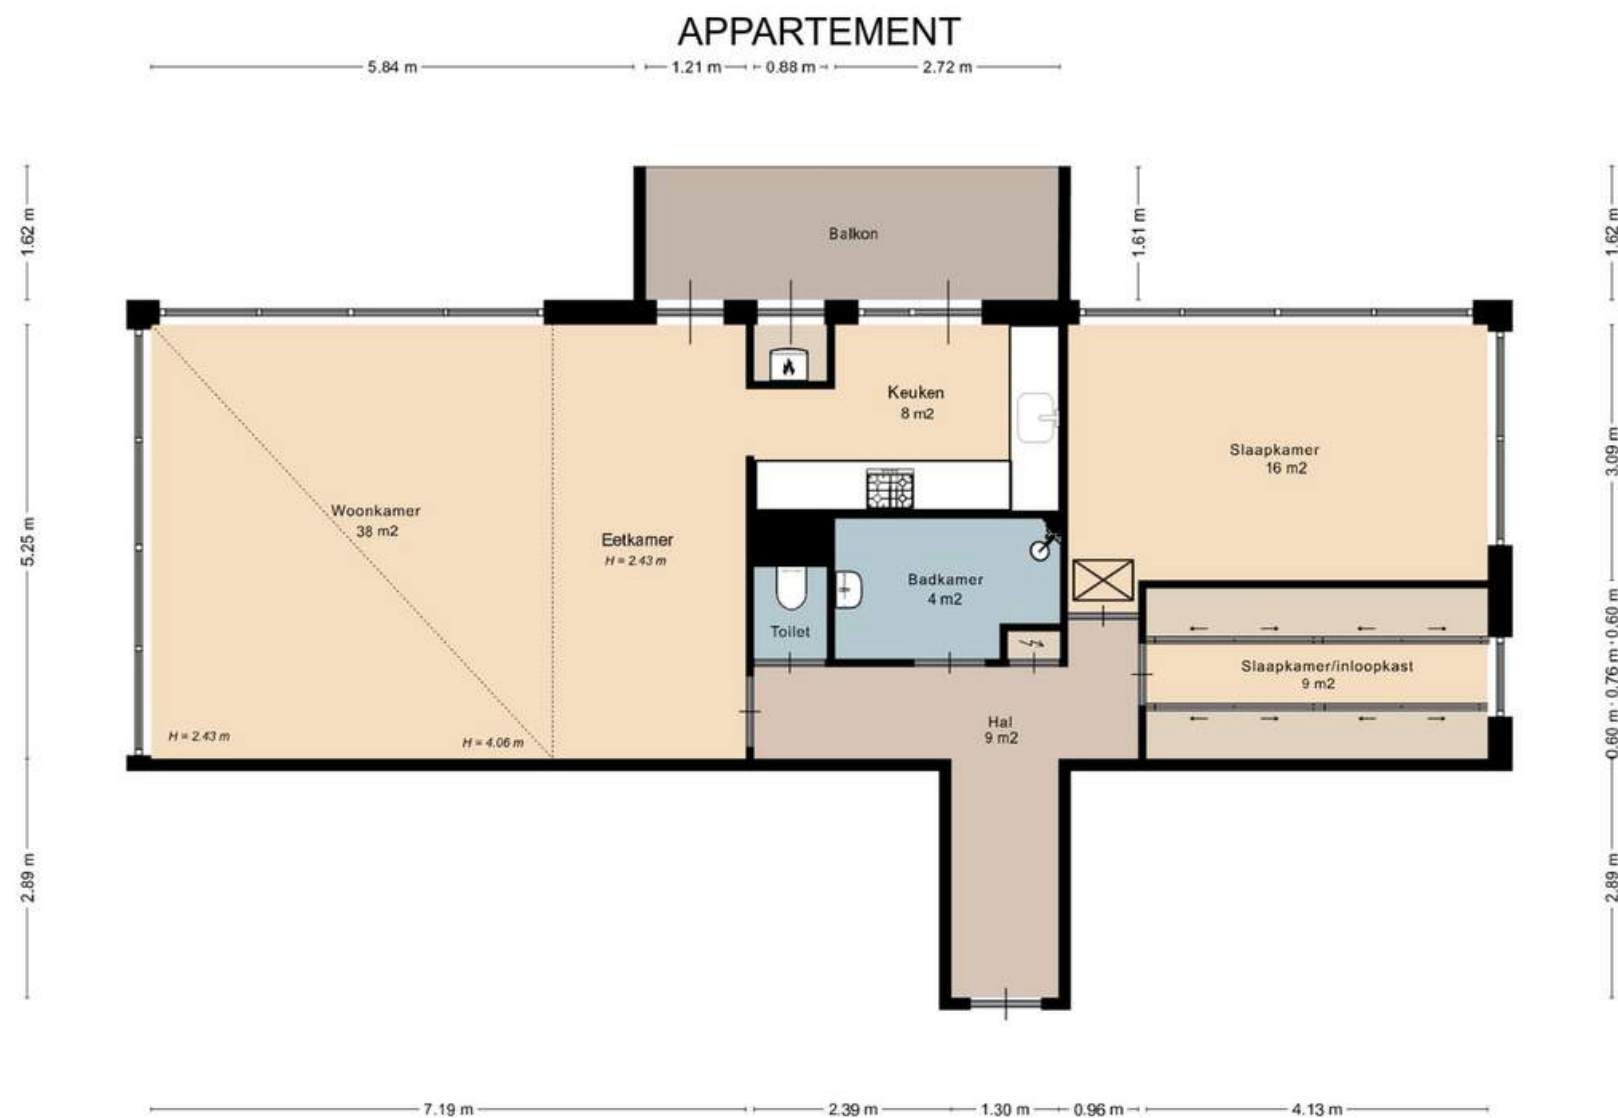 APPARTEMENT
5.84 m
1.21 m
0.88 m
2.72 m
1.62 m
1.61 m
1.62 m
Balkon
Keuken
8 m2
Slaapkamer
16 m2
3.09 m
Woonkamer
38 m2
Eetkamer
H = 2.43 m
5.25 m
Badkamer
4 m2
Toilet
0.60 m
Slaapkamer/inloopkast
9 m2
0.76 m
Hal
9 m2
H = 2.43 m
H = 4.06 m
0.60 m
2.89 m
2.89 m
7.19 m
2.39 m
1.30 m
0.96 m
4.13 m